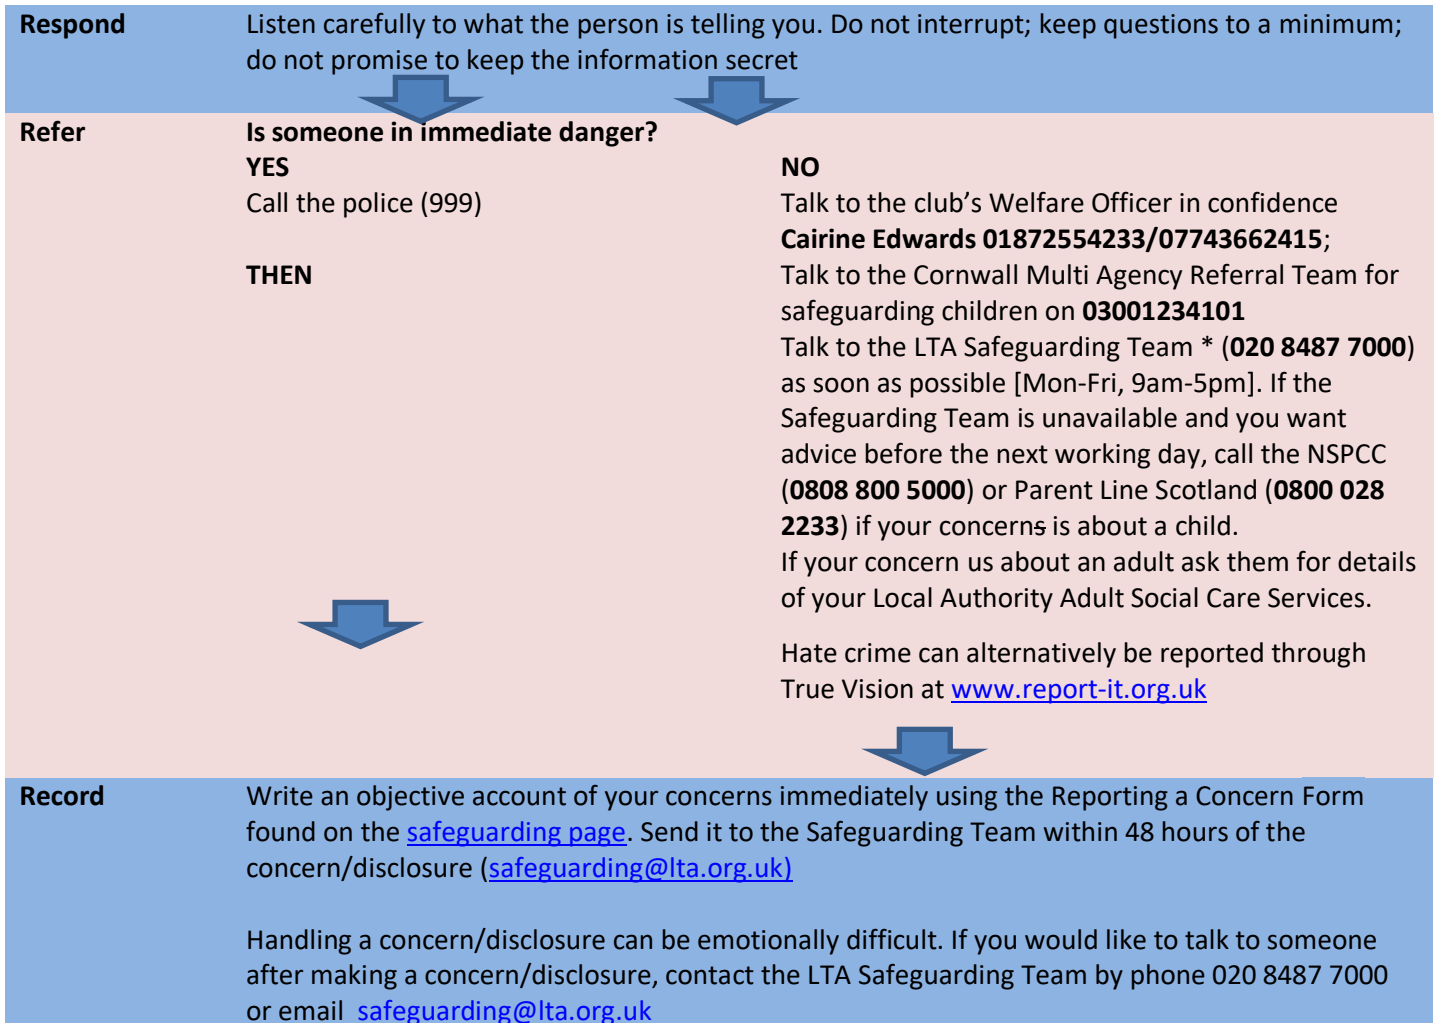 Respond
Listen carefully to what the person is telling you. Do not interrupt; keep questions to a minimum;
do not promise to keep the information secret
Refer
Is someone in immediate danger?
YES
Call the police (999)
THEN
NO
Talk to the club’s Welfare Officer in confidence
Cairine Edwards 01872554233/07743662415;
Talk to the Cornwall Multi Agency Referral Team for
safeguarding children on 03001234101
Talk to the LTA Safeguarding Team * (020 8487 7000)
as soon as possible [Mon-Fri, 9am-5pm]. If the
Safeguarding Team is unavailable and you want
advice before the next working day, call the NSPCC
(0808 800 5000) or Parent Line Scotland (0800 028
2233) if your concerns is about a child.
If your concern us about an adult ask them for details
of your Local Authority Adult Social Care Services.
Hate crime can alternatively be reported through
True Vision at www.report-it.org.uk
Record
Write an objective account of your concerns immediately using the Reporting a Concern Form
found on the safeguarding page. Send it to the Safeguarding Team within 48 hours of the
concern/disclosure (safeguarding@lta.org.uk)
Handling a concern/disclosure can be emotionally difficult. If you would like to talk to someone
after making a concern/disclosure, contact the LTA Safeguarding Team by phone 020 8487 7000
or email safeguarding@lta.org.uk